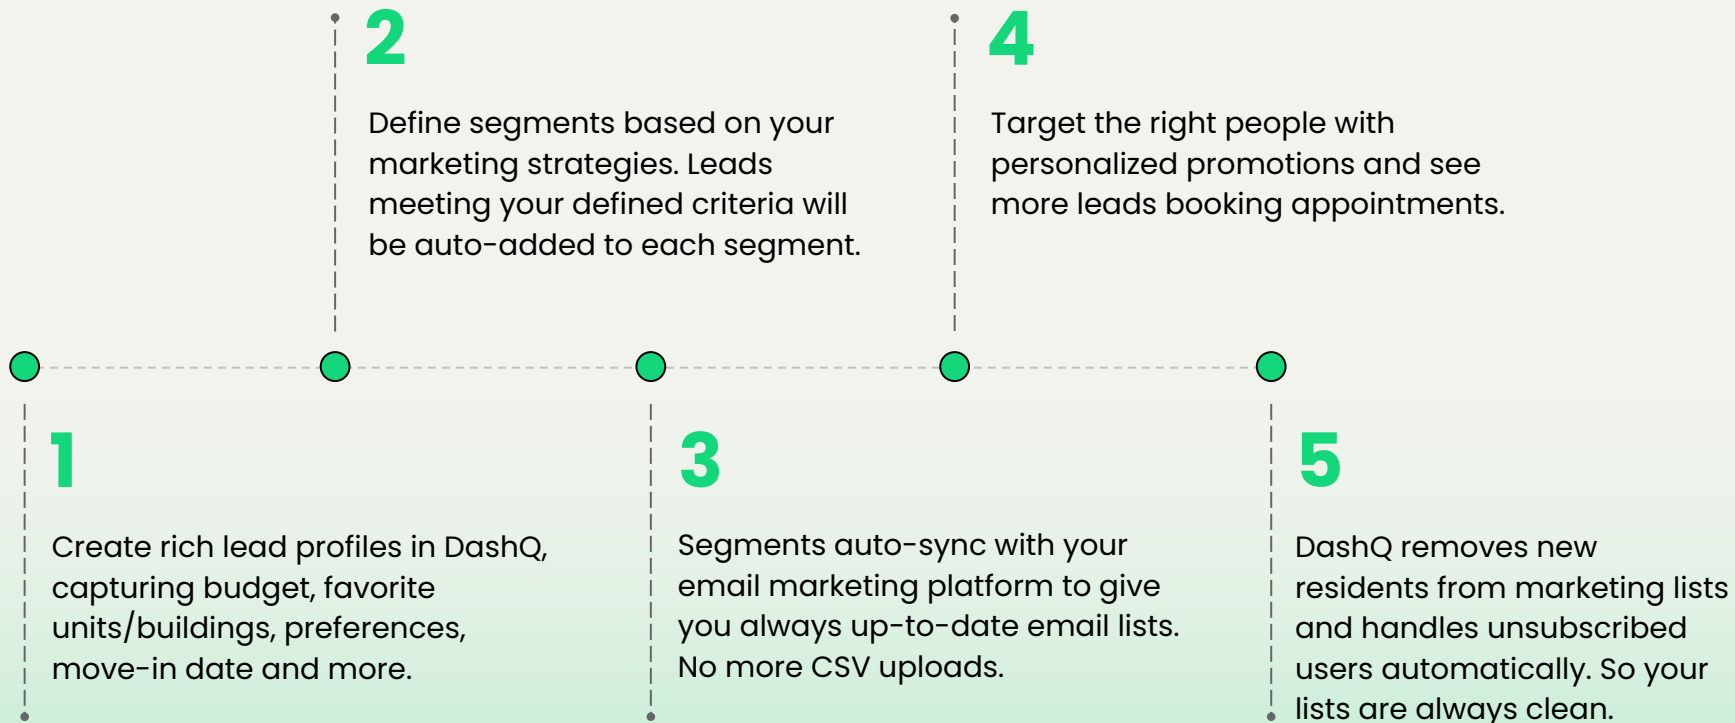 1
Create rich lead profiles in DashQ,
capturing budget, favorite
units/buildings, preferences,
move-in date and more.
2
Define segments based on your
marketing strategies. Leads
meeting your defined criteria will
be auto-added to each segment.
3
Segments auto-sync with your
email marketing platform to give
you always up-to-date email lists.
No more CSV uploads.
4
Target the right people with
personalized promotions and see
more leads booking appointments.
5
DashQ removes new
residents from marketing lists
and handles unsubscribed
users automatically. So your
lists are always clean.